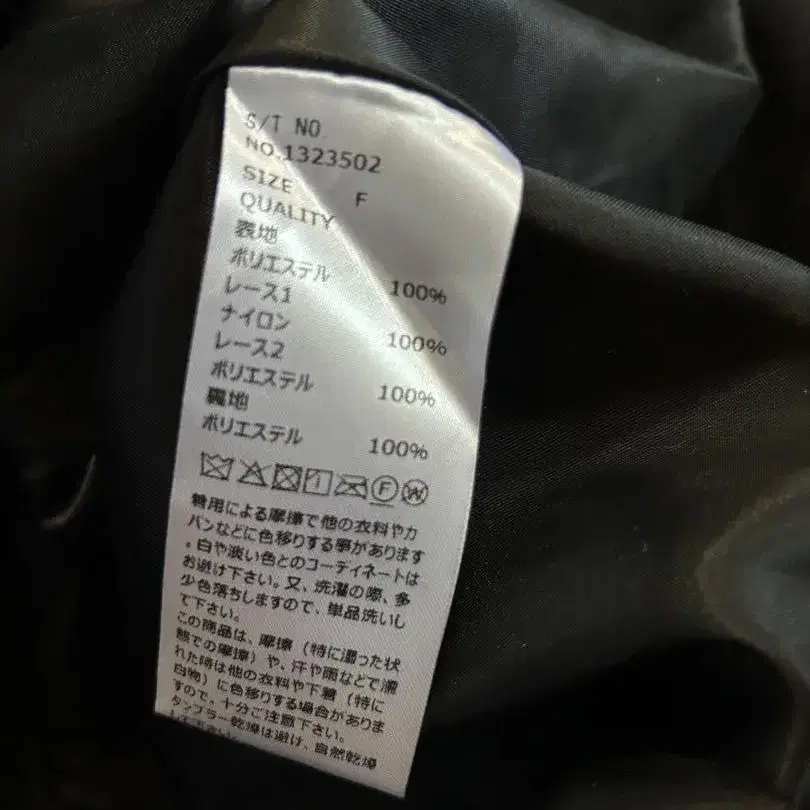 S/T NO.
NO.1323502
SIZE F
QUALITY
表地
ポリエステル 100%
レース1
ナイロン 100%
レース2
ポリエステル 100%
裏地
ポリエステル 100%
F W
着用による摩擦で他の衣料やカ
バンなどに色移りする事があります
。白や淡い色とのコーディネートは
お避け下さい。又、洗濯の際、多
少色落ちしますので、単品洗いし
て下さい。
この商品は、摩擦(特に湿った状
態での摩擦)や、汗や雨などで濡
れた時は他の衣料や下着(特に
白物)に色移りする場合がありま
すので、十分ご注意下さい。
タンブラー乾燥は避け、自然乾燥